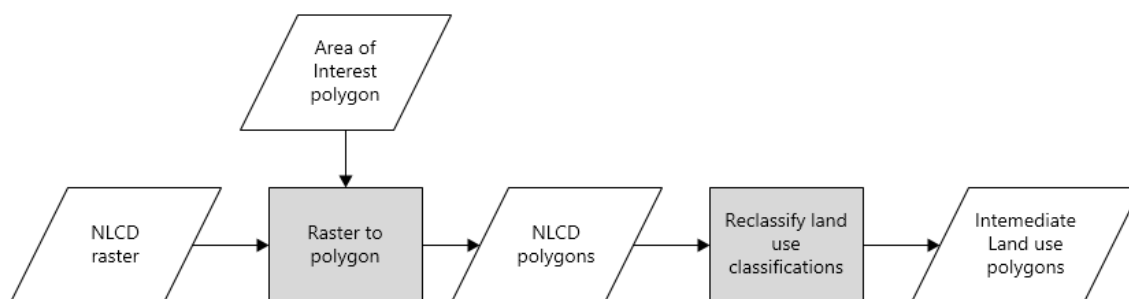 Area of
Interest
polygon
NLCD
raster
Raster to
polygon
NLCD
polygons
Reclassify land
use
classifications
Intemediate
Land use
polygons